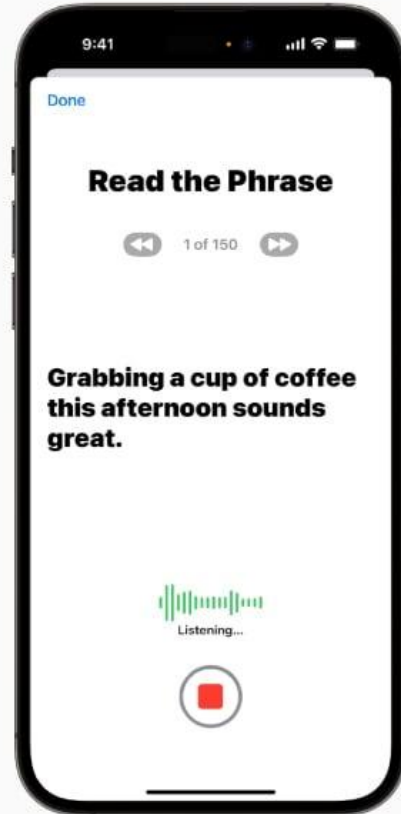 9:41
Done
Read the Phrase
1 of 150
Grabbing a cup of coffee
this afternoon sounds
great.
Listening...